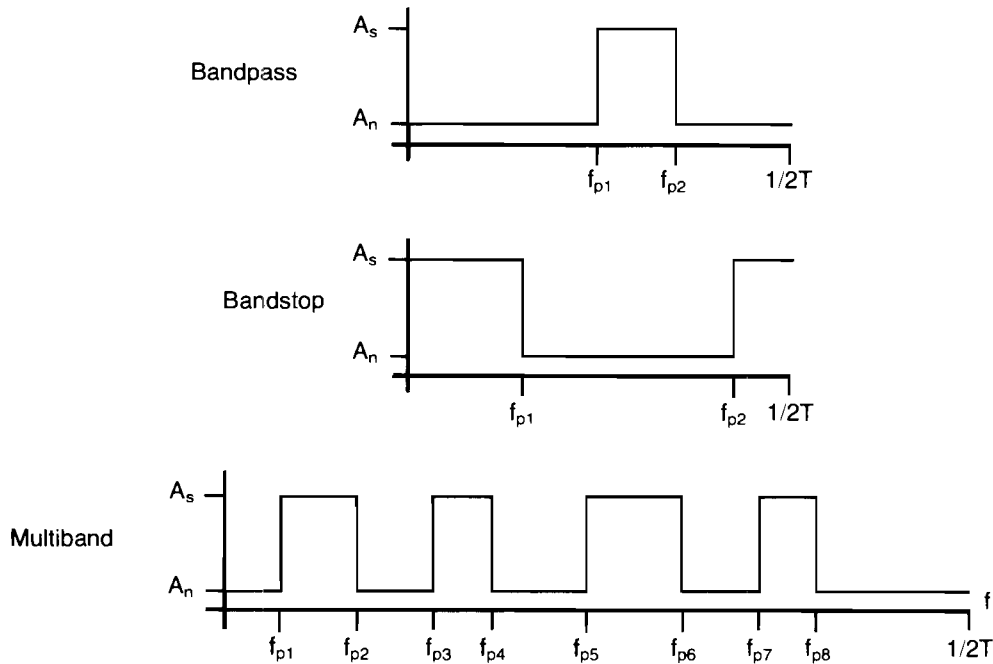 A_s
Bandpass
A_n
f_p1 f_p2 1/2T
A_s
Bandstop
A_n
f_p1 f_p2 1/2T
A_s
Multiband
A_n
f
f_p1 f_p2 f_p3 f_p4 f_p5 f_p6 f_p7 f_p8 1/2T